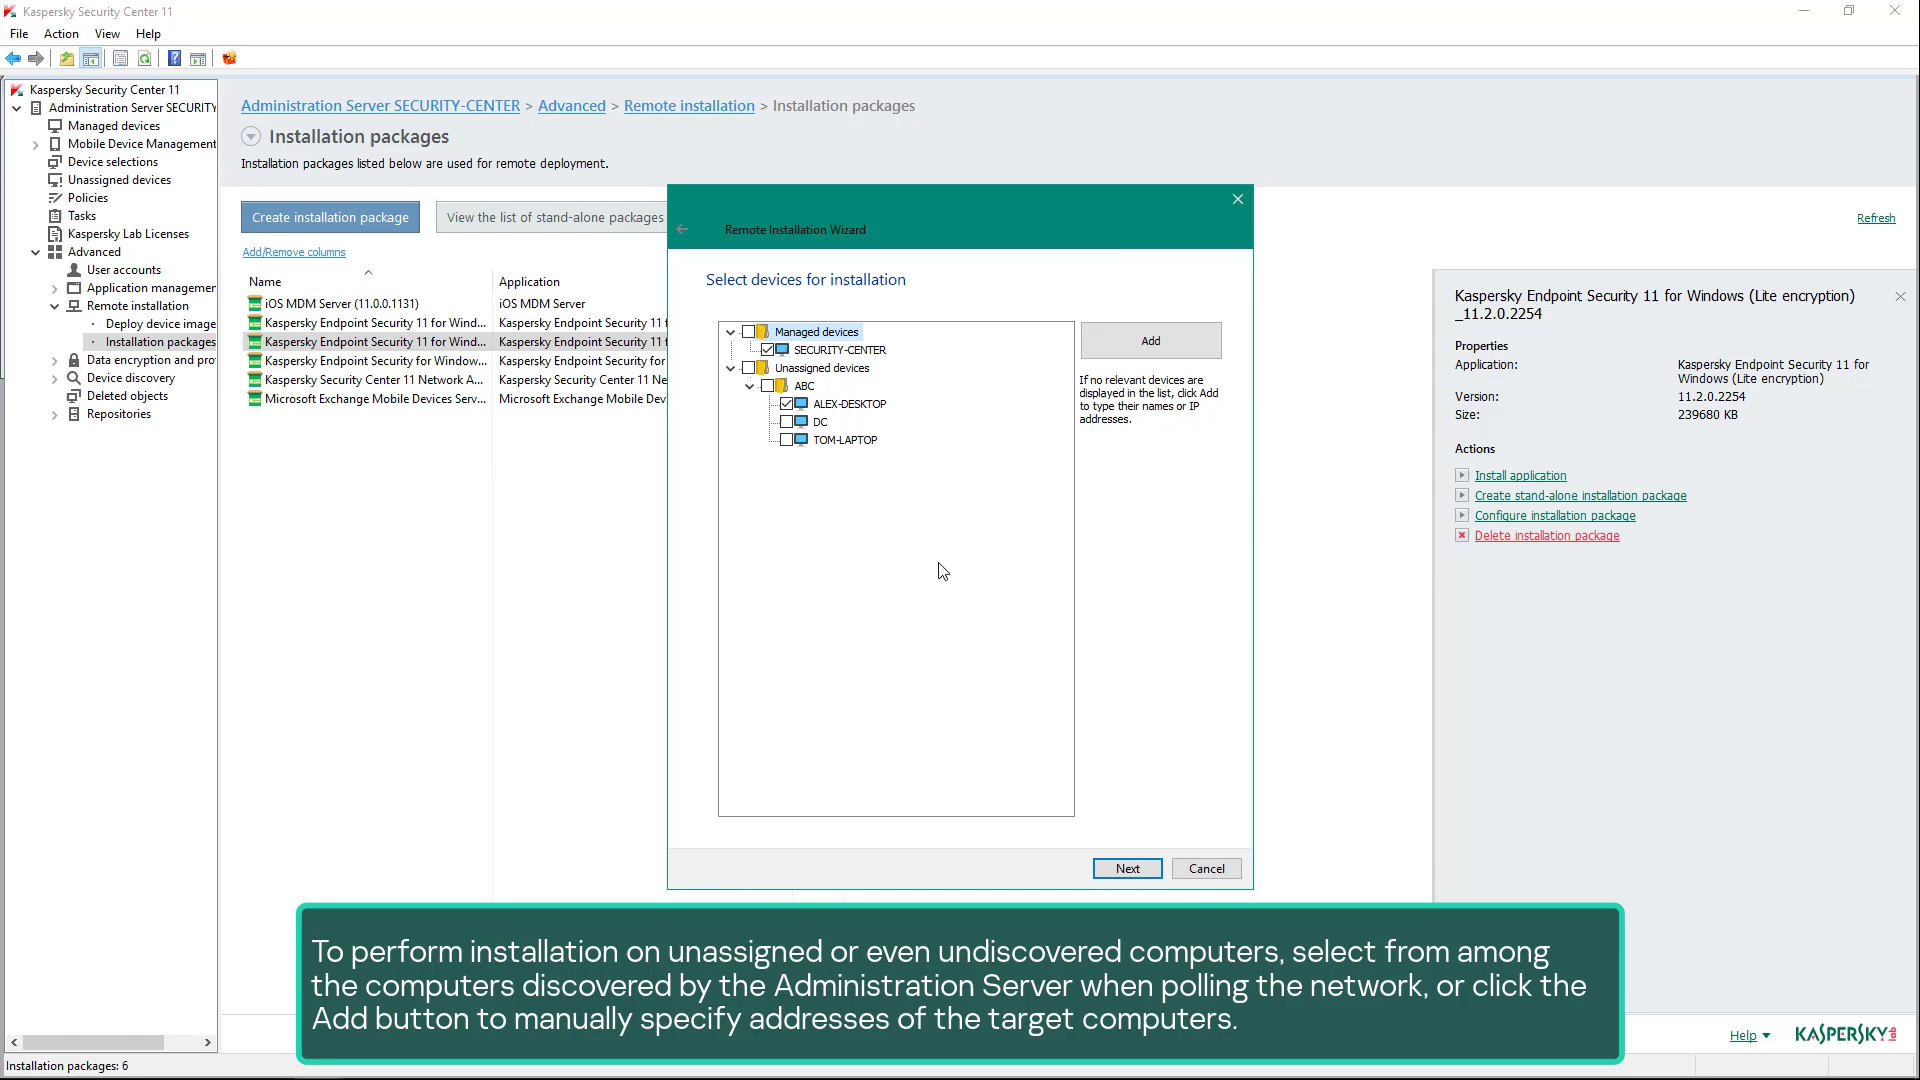 Kaspersky Security Center 11
File Action View Help
Kaspersky Security Center 11
Administration Server SECURITY
Managed devices
Mobile Device Management
Device selections
Unassigned devices
Policies
Tasks
Kaspersky Lab Licenses
Advanced
User accounts
Application managemer
Remote installation
Deploy device image
Installation packages
Data encryption and pro
Device discovery
Deleted objects
Repositories
Administration Server SECURITY-CENTER > Advanced > Remote installation > Installation packages
Installation packages
Installation packages listed below are used for remote deployment.
Create installation package
View the list of stand-alone packages
Refresh
Add/Remove columns
Name Application
iOS MDM Server (11.0.0.1131) iOS MDM Server
Kaspersky Endpoint Security 11 for Wind... Kaspersky Endpoint Security 11 f
Kaspersky Endpoint Security 11 for Wind... Kaspersky Endpoint Security 11 f
Kaspersky Endpoint Security for Window... Kaspersky Endpoint Security for
Kaspersky Security Center 11 Network A... Kaspersky Security Center 11 Ne
Microsoft Exchange Mobile Devices Serv... Microsoft Exchange Mobile Dev
Remote Installation Wizard
Select devices for installation
Managed devices
SECURITY-CENTER
Unassigned devices
ABC
ALEX-DESKTOP
DC
TOM-LAPTOP
Add
If no relevant devices are
displayed in the list, click Add
to type their names or IP
addresses.
Next
Cancel
Kaspersky Endpoint Security 11 for Windows (Lite encryption)
_11.2.0.2254
Properties
Application: Kaspersky Endpoint Security 11 for
Windows (Lite encryption)
Version: 11.2.0.2254
Size: 239680 KB
Actions
Install application
Create stand-alone installation package
Configure installation package
Delete installation package
To perform installation on unassigned or even undiscovered computers, select from among
the computers discovered by the Administration Server when polling the network, or click the
Add button to manually specify addresses of the target computers.
Help
KASPERSKY lab
Installation packages: 6